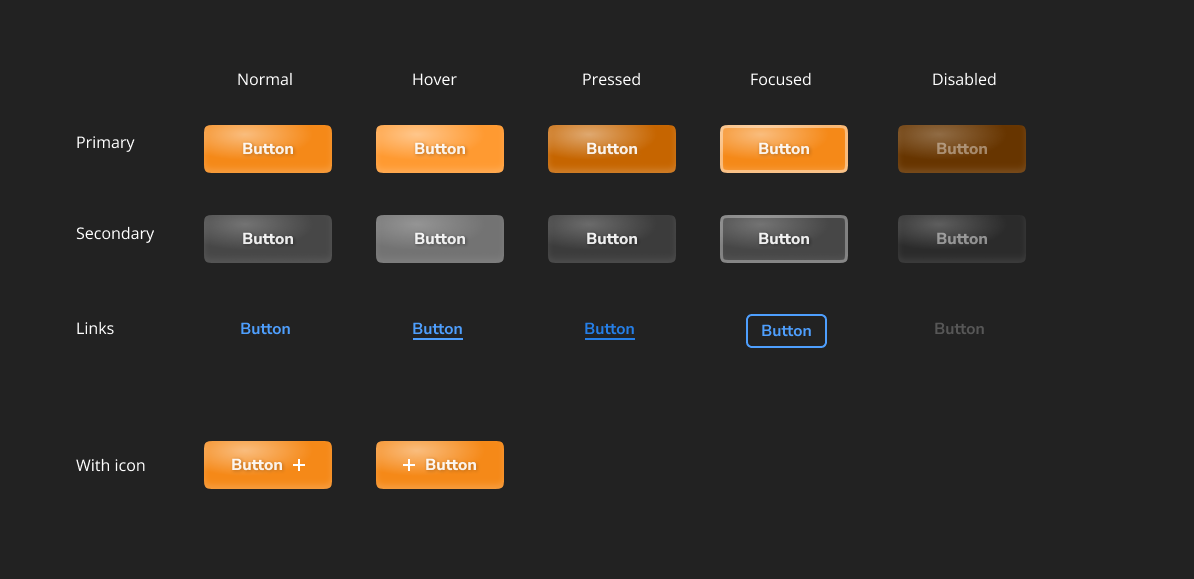 Normal Hover Pressed Focused Disabled
Primary Button Button Button Button Button
Secondary Button Button Button Button Button
Links Button Button Button Button Button
With icon Button + + Button